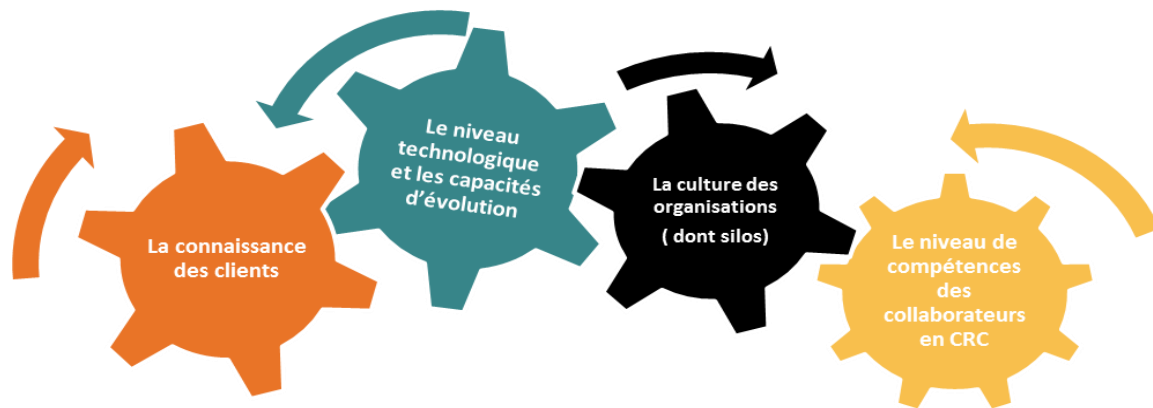 La connaissance
des clients
Le niveau
technologique
et les capacités
d’évolution
La culture des
organisations
( dont silos)
Le niveau de
compétences
des
collaborateurs
en CRC